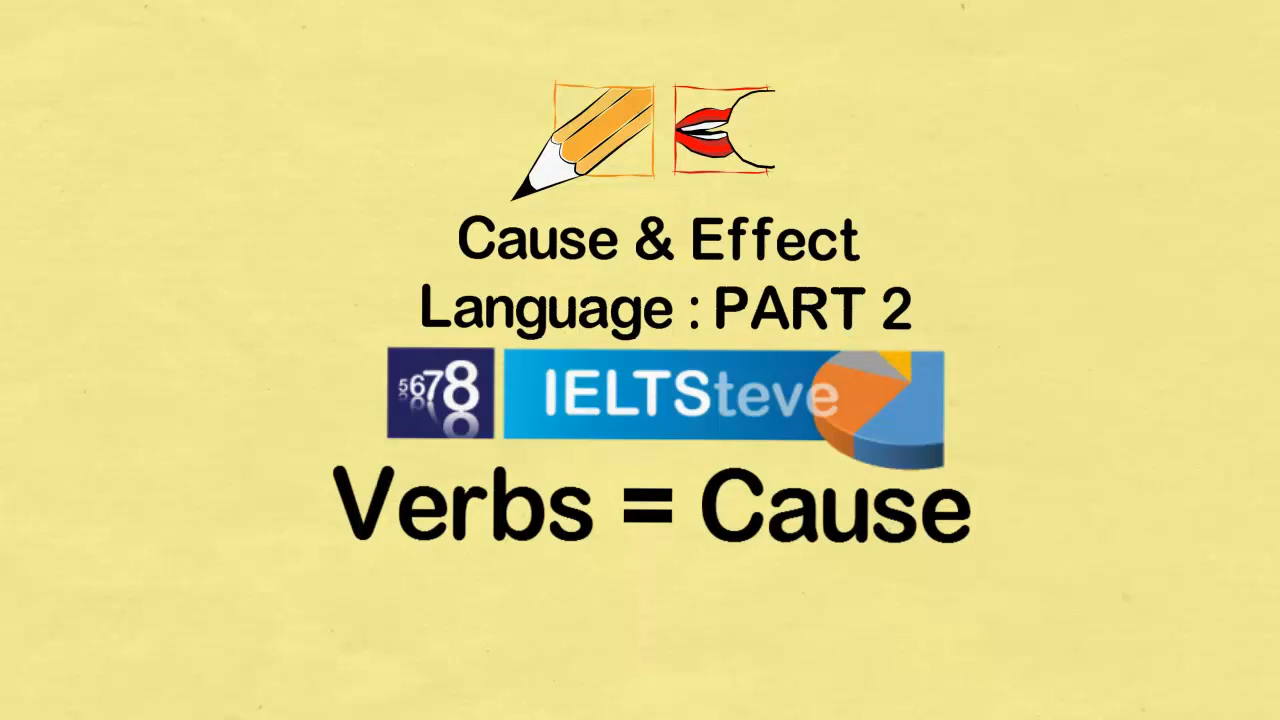 Cause & Effect
Language : PART 2
5678 IELTSteve
Verbs = Cause